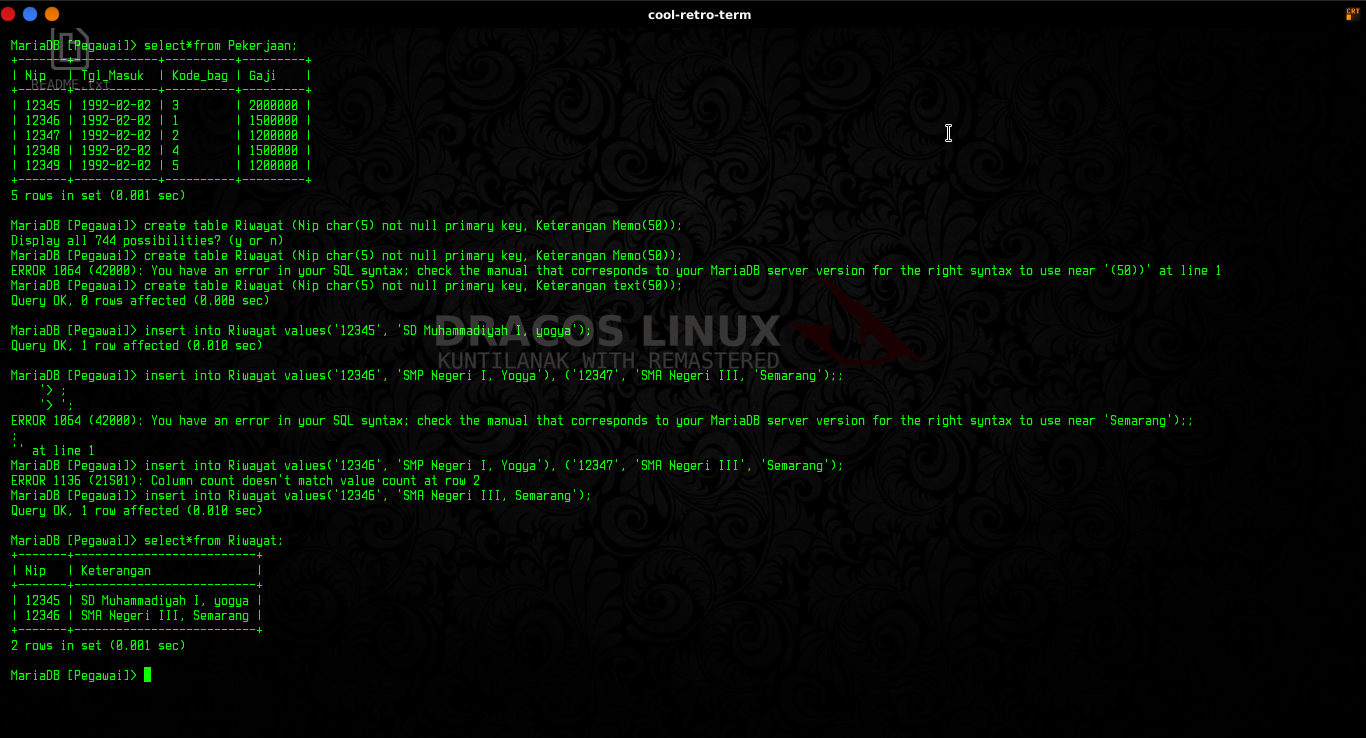 cool-retro-term
CRT
MariaDB [Pegawai]> select*from Pekerjaan;
+-------+------------+----------+---------+
| Nip   | Tgl_Masuk  | Kode_bag | Gaji    |
README.txt
+-------+------------+----------+---------+
| 12345 | 1992-02-02 | 3        | 2000000 |
| 12346 | 1992-02-02 | 1        | 1500000 |
| 12347 | 1992-02-02 | 2        | 1200000 |
| 12348 | 1992-02-02 | 4        | 1500000 |
| 12349 | 1992-02-02 | 5        | 1200000 |
+-------+------------+----------+---------+
5 rows in set (0.001 sec)
MariaDB [Pegawai]> create table Riwayat (Nip char(5) not null primary key, Keterangan Memo(50));
Display all 744 possibilities? (y or n)
MariaDB [Pegawai]> create table Riwayat (Nip char(5) not null primary key, Keterangan Memo(50));
ERROR 1064 (42000): You have an error in your SQL syntax; check the manual that corresponds to your MariaDB server version for the right syntax to use near '(50))' at line 1
MariaDB [Pegawai]> create table Riwayat (Nip char(5) not null primary key, Keterangan text(50));
Query OK, 0 rows affected (0.008 sec)
MariaDB [Pegawai]> insert into Riwayat values('12345', 'SD Muhammadiyah I, yogya');
DRACOS LINUX
Query OK, 1 row affected (0.010 sec)
KUNTILANAK WITH REMASTERED
MariaDB [Pegawai]> insert into Riwayat values('12346', 'SMP Negeri I, Yogya'), ('12347', 'SMA Negeri III, 'Semarang');;
    '> ;
    '> ';
ERROR 1064 (42000): You have an error in your SQL syntax; check the manual that corresponds to your MariaDB server version for the right syntax to use near 'Semarang');;
;
'' at line 1
MariaDB [Pegawai]> insert into Riwayat values('12346', 'SMP Negeri I, Yogya'), ('12347', 'SMA Negeri III', 'Semarang');
ERROR 1136 (21S01): Column count doesn't match value count at row 2
MariaDB [Pegawai]> insert into Riwayat values('12346', 'SMA Negeri III, Semarang');
Query OK, 1 row affected (0.010 sec)
MariaDB [Pegawai]> select*from Riwayat;
+-------+--------------------------+
| Nip   | Keterangan               |
+-------+--------------------------+
| 12345 | SD Muhammadiyah I, yogya |
| 12346 | SMA Negeri III, Semarang |
+-------+--------------------------+
2 rows in set (0.001 sec)
MariaDB [Pegawai]>